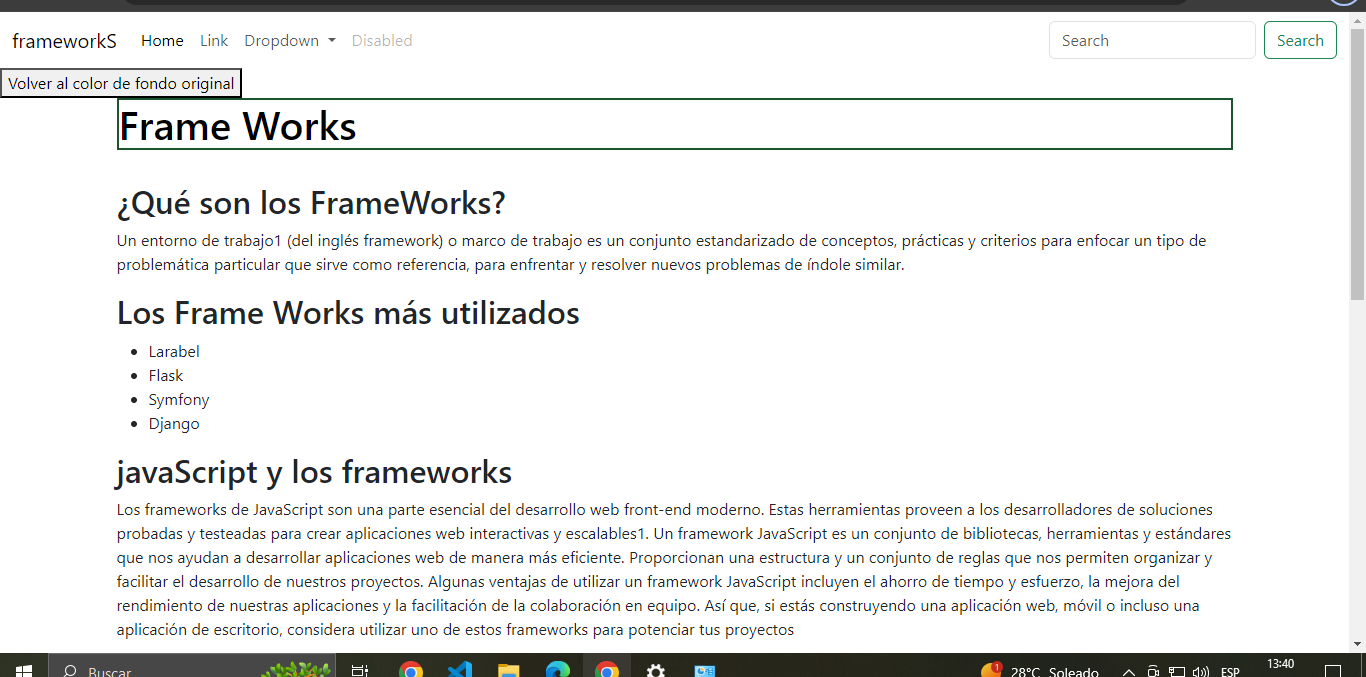 frameworkS Home Link Dropdown Disabled Search Search
Volver al color de fondo original
Frame Works
¿Qué son los FrameWorks?
Un entorno de trabajo1 (del inglés framework) o marco de trabajo es un conjunto estandarizado de conceptos, prácticas y criterios para enfocar un tipo de
problemática particular que sirve como referencia, para enfrentar y resolver nuevos problemas de índole similar.
Los Frame Works más utilizados
Larabel
Flask
Symfony
Django
javaScript y los frameworks
Los frameworks de JavaScript son una parte esencial del desarrollo web front-end moderno. Estas herramientas proveen a los desarrolladores de soluciones
probadas y testeadas para crear aplicaciones web interactivas y escalables1. Un framework JavaScript es un conjunto de bibliotecas, herramientas y estándares
que nos ayudan a desarrollar aplicaciones web de manera más eficiente. Proporcionan una estructura y un conjunto de reglas que nos permiten organizar y
facilitar el desarrollo de nuestros proyectos. Algunas ventajas de utilizar un framework JavaScript incluyen el ahorro de tiempo y esfuerzo, la mejora del
rendimiento de nuestras aplicaciones y la facilitación de la colaboración en equipo. Así que, si estás construyendo una aplicación web, móvil o incluso una
aplicación de escritorio, considera utilizar uno de estos frameworks para potenciar tus proyectos
Buscar 1 28°C Soleado ESP 13:40